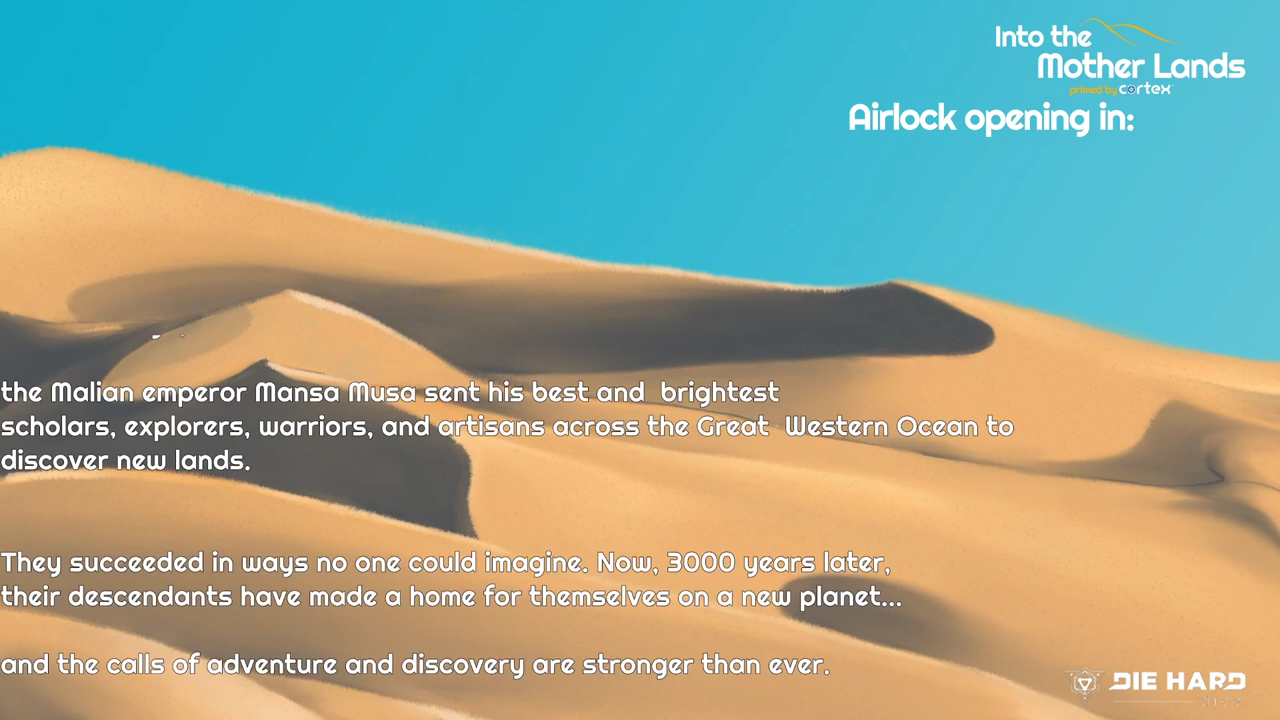 Into the
Mother Lands
primed by cortex
Airlock opening in:
the Malian emperor Mansa Musa sent his best and brightest
scholars, explorers, warriors, and artisans across the Great Western Ocean to
discover new lands.
They succeeded in ways no one could imagine. Now, 3000 years later,
their descendants have made a home for themselves on a new planet...
and the calls of adventure and discovery are stronger than ever.
DIE HARD